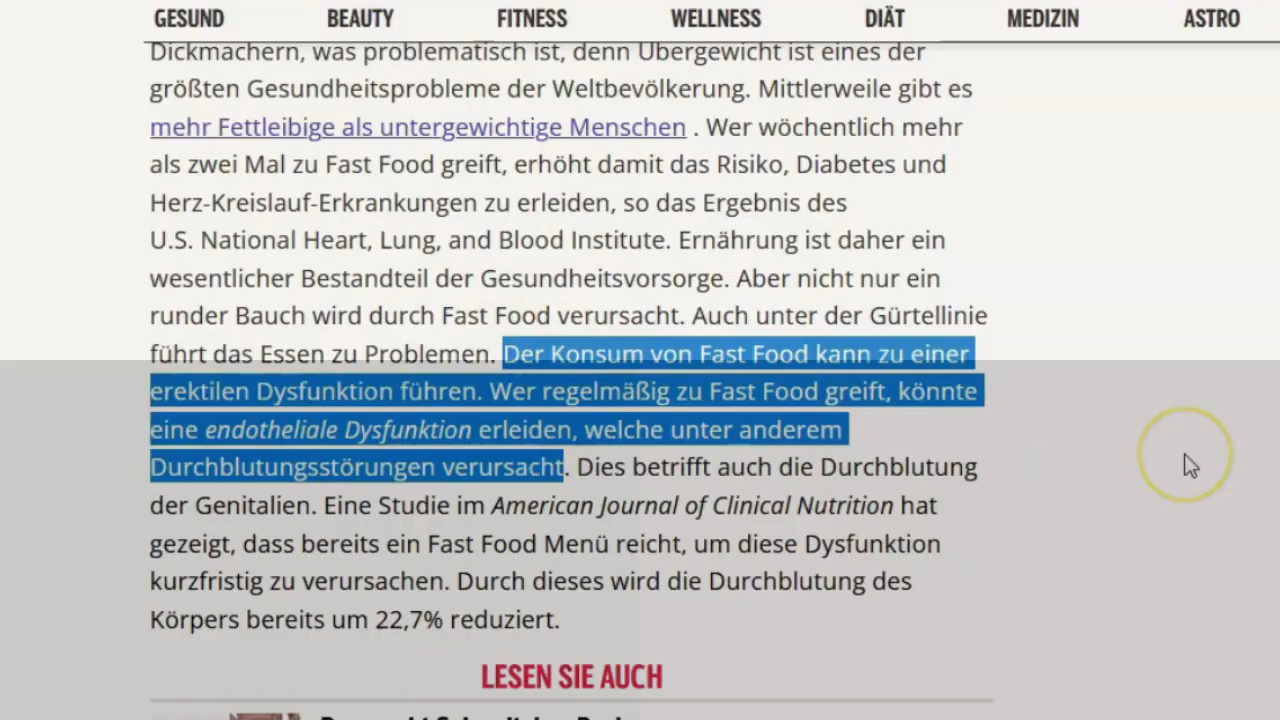 GESUND BEAUTY FITNESS WELLNESS DIÄT MEDIZIN ASTRO
Dickmachern, was problematisch ist, denn Übergewicht ist eines der
größten Gesundheitsprobleme der Weltbevölkerung. Mittlerweile gibt es
mehr Fettleibige als untergewichtige Menschen . Wer wöchentlich mehr
als zwei Mal zu Fast Food greift, erhöht damit das Risiko, Diabetes und
Herz-Kreislauf-Erkrankungen zu erleiden, so das Ergebnis des
U.S. National Heart, Lung, and Blood Institute. Ernährung ist daher ein
wesentlicher Bestandteil der Gesundheitsvorsorge. Aber nicht nur ein
runder Bauch wird durch Fast Food verursacht. Auch unter der Gürtellinie
führt das Essen zu Problemen. Der Konsum von Fast Food kann zu einer
erektilen Dysfunktion führen. Wer regelmäßig zu Fast Food greift, könnte
eine endotheliale Dysfunktion erleiden, welche unter anderem
Durchblutungsstörungen verursacht. Dies betrifft auch die Durchblutung
der Genitalien. Eine Studie im American Journal of Clinical Nutrition hat
gezeigt, dass bereits ein Fast Food Menü reicht, um diese Dysfunktion
kurzfristig zu verursachen. Durch dieses wird die Durchblutung des
Körpers bereits um 22,7% reduziert.
LESEN SIE AUCH